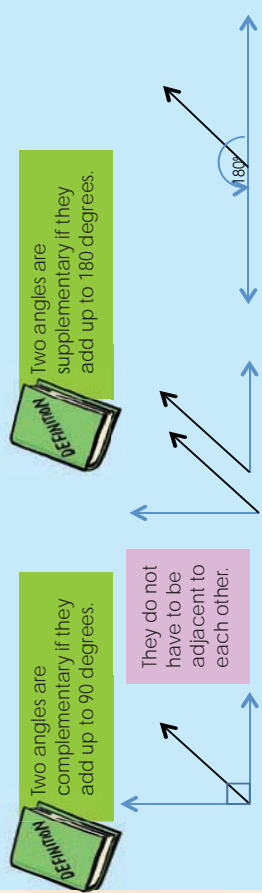 DEFINITION
Two angles are
complementary if they
add up to 90 degrees.
They do not
have to be
adjacent to
each other.
DEFINITION
Two angles are
supplementary if they
add up to 180 degrees.
180º